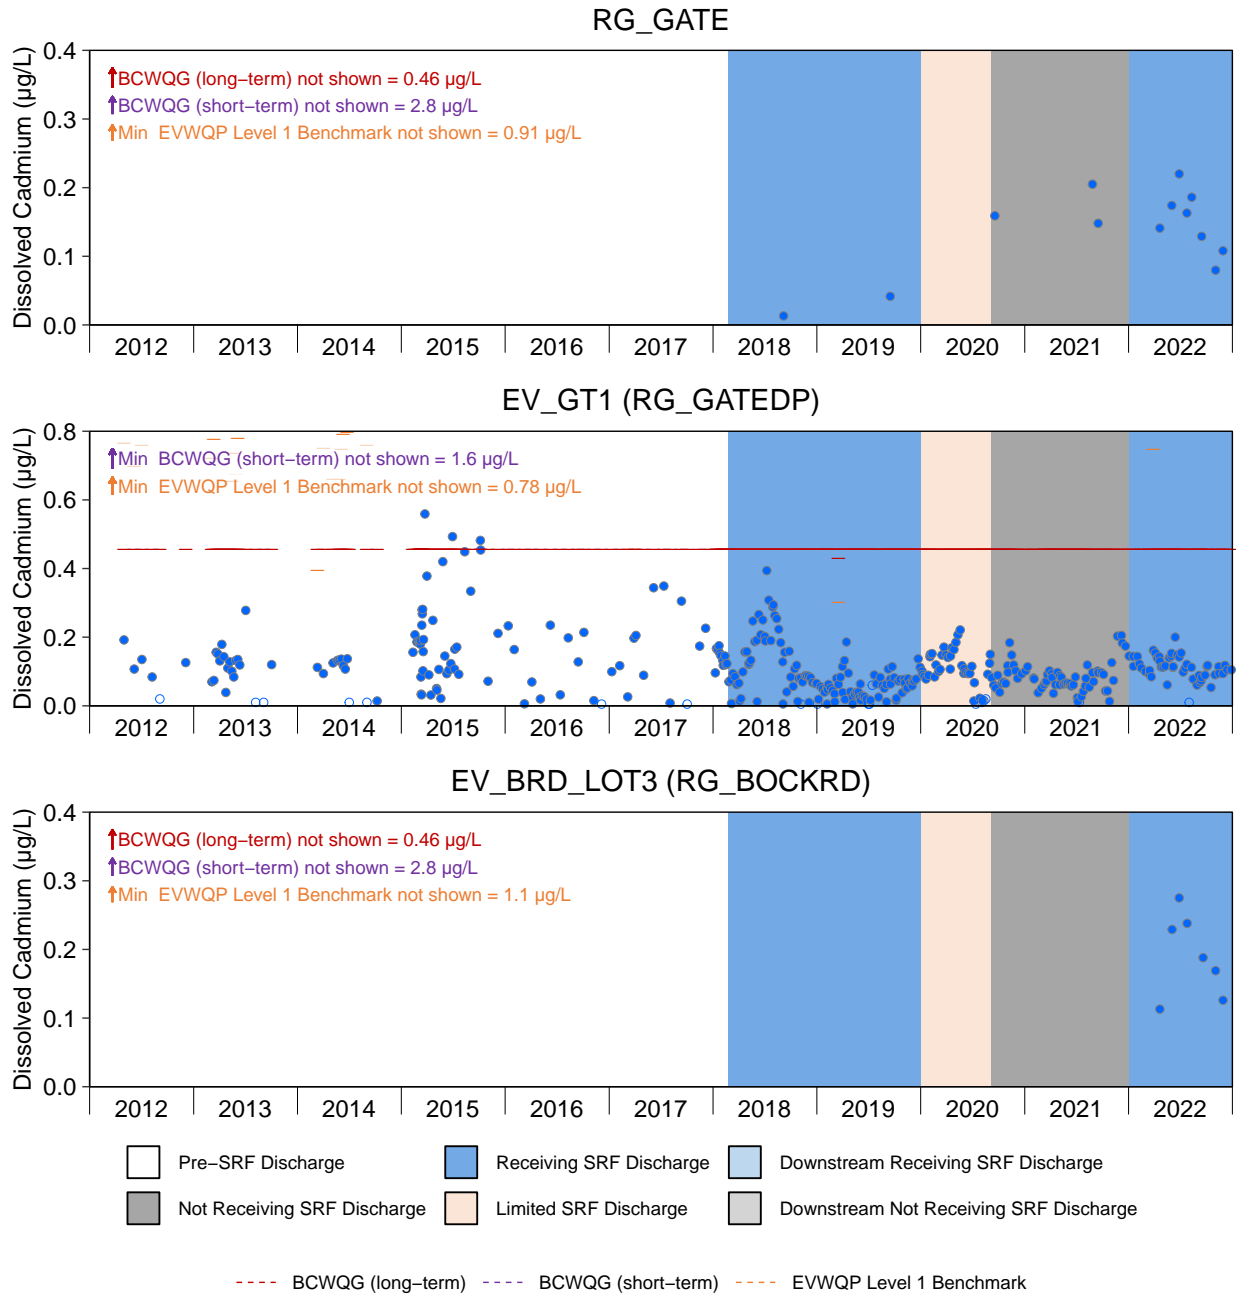 RG_GATE
Dissolved Cadmium (µg/L)
0.4
0.3
0.2
0.1
0.0
BCWQG (long−term) not shown = 0.46 µg/L
BCWQG (short−term) not shown = 2.8 µg/L
Min EVWQP Level 1 Benchmark not shown = 0.91 µg/L
2012 2013 2014 2015 2016 2017 2018 2019 2020 2021 2022
EV_GT1 (RG_GATEDP)
Dissolved Cadmium (µg/L)
0.8
0.6
0.4
0.2
0.0
Min BCWQG (short−term) not shown = 1.6 µg/L
Min EVWQP Level 1 Benchmark not shown = 0.78 µg/L
2012 2013 2014 2015 2016 2017 2018 2019 2020 2021 2022
EV_BRD_LOT3 (RG_BOCKRD)
Dissolved Cadmium (µg/L)
0.4
0.3
0.2
0.1
0.0
BCWQG (long−term) not shown = 0.46 µg/L
BCWQG (short−term) not shown = 2.8 µg/L
Min EVWQP Level 1 Benchmark not shown = 1.1 µg/L
2012 2013 2014 2015 2016 2017 2018 2019 2020 2021 2022
Pre−SRF Discharge Receiving SRF Discharge Downstream Receiving SRF Discharge
Not Receiving SRF Discharge Limited SRF Discharge Downstream Not Receiving SRF Discharge
BCWQG (long−term) BCWQG (short−term) EVWQP Level 1 Benchmark